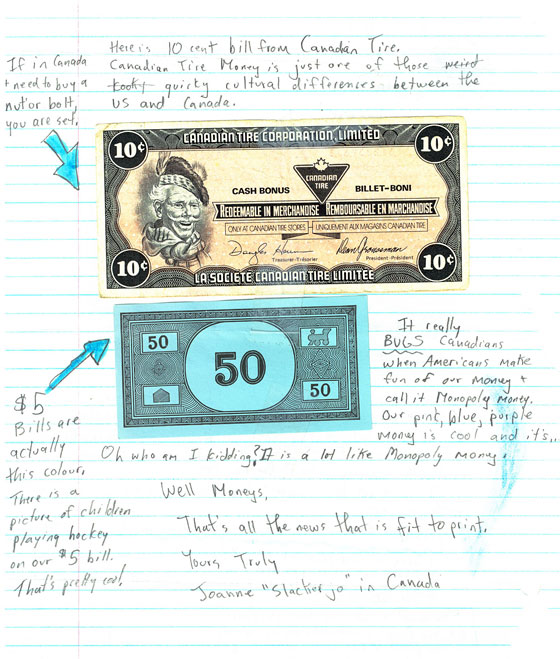 Here is 10 cent bill from Canadian Tire.
Canadian Tire Money is just one of those weird
kooky quirky cultural differences between the
US and Canada.
If in Canada
+ need to buy a
nut or bolt,
you are set.
CANADIAN TIRE CORPORATION, LIMITED
10¢
10¢
CANADIAN
TIRE
CASH BONUS
BILLET-BONI
REDEEMABLE IN MERCHANDISE
REMBOURSABLE EN MARCHANDISE
ONLY AT CANADIAN TIRE STORES
UNIQUEMENT AUX MAGASINS CANADIAN TIRE
Treasurer-Trésorier
President-Président
10¢
10¢
LA SOCIÉTÉ CANADIAN TIRE LIMITÉE
50
50
50
It really
BUGS Canadians
when Americans make
fun of our money +
call it Monopoly money.
Our pink, blue, purple
money is cool and it's..
Oh who am I kidding? It is a lot like Monopoly money.
$5
Bills are
actually
this colour.
There is a
picture of children
playing hockey
on our $5 bill.
That's pretty cool!
Well Moneys,
That's all the news that is fit to print.
Yours Truly
Joanne "Slackerjo" in Canada